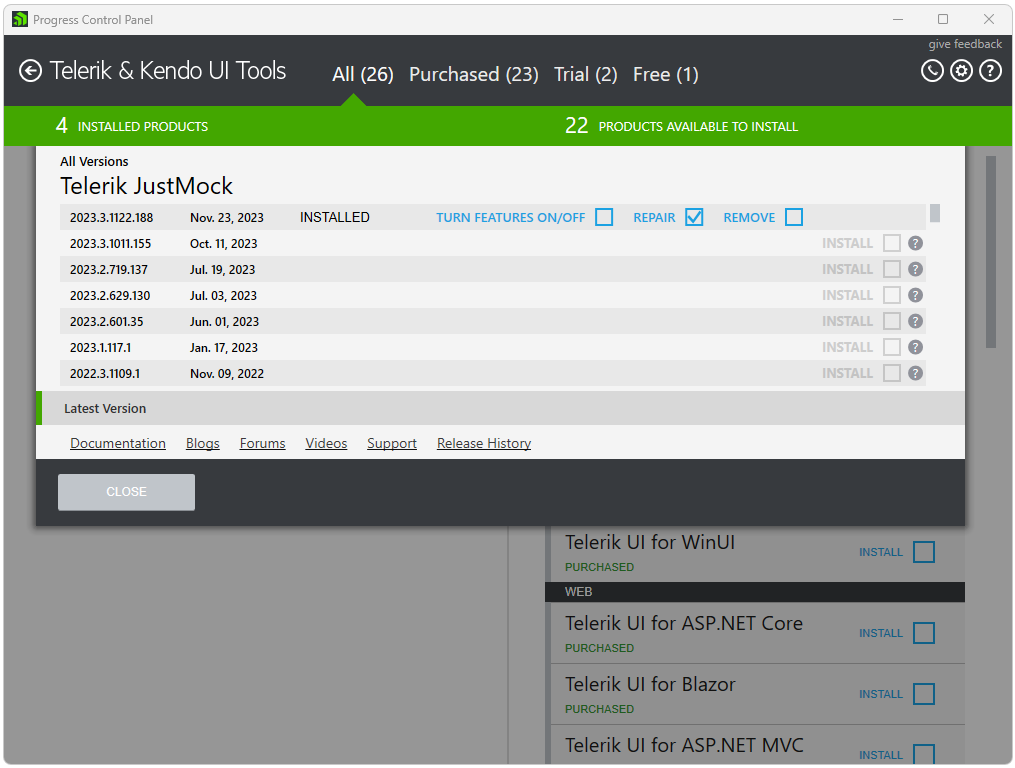 Progress Control Panel
give feedback
Telerik & Kendo UI Tools All (26) Purchased (23) Trial (2) Free (1)
4 INSTALLED PRODUCTS 22 PRODUCTS AVAILABLE TO INSTALL
All Versions
Telerik JustMock
2023.3.1122.188 Nov. 23, 2023 INSTALLED TURN FEATURES ON/OFF REPAIR REMOVE
2023.3.1011.155 Oct. 11, 2023 INSTALL ?
2023.2.719.137 Jul. 19, 2023 INSTALL ?
2023.2.629.130 Jul. 03, 2023 INSTALL ?
2023.2.601.35 Jun. 01, 2023 INSTALL ?
2023.1.117.1 Jan. 17, 2023 INSTALL ?
2022.3.1109.1 Nov. 09, 2022 INSTALL ?
Latest Version
Documentation Blogs Forums Videos Support Release History
CLOSE
Telerik UI for WinUI INSTALL
PURCHASED
WEB
Telerik UI for ASP.NET Core INSTALL
PURCHASED
Telerik UI for Blazor INSTALL
PURCHASED
Telerik UI for ASP.NET MVC INSTALL